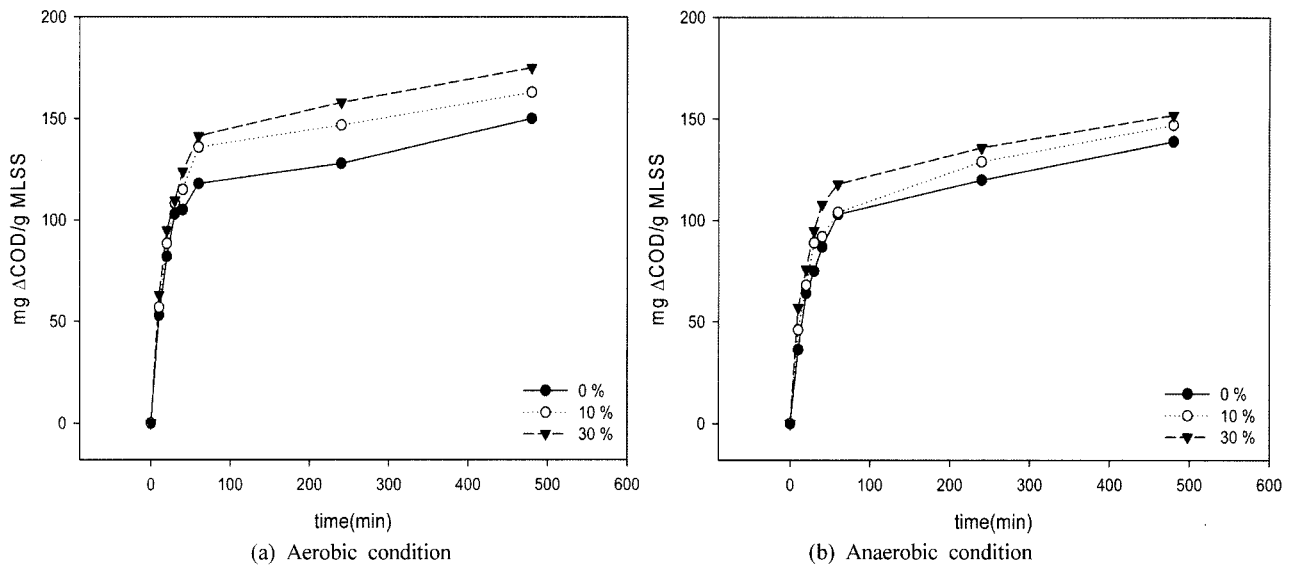 200
150
100
50
0
mg ΔCOD/g MLSS
0 %
10 %
30 %
0 100 200 300 400 500 600
time(min)
(a) Aerobic condition
200
150
100
50
0
mg ΔCOD/g MLSS
0 %
10 %
30 %
0 100 200 300 400 500 600
time(min)
(b) Anaerobic condition